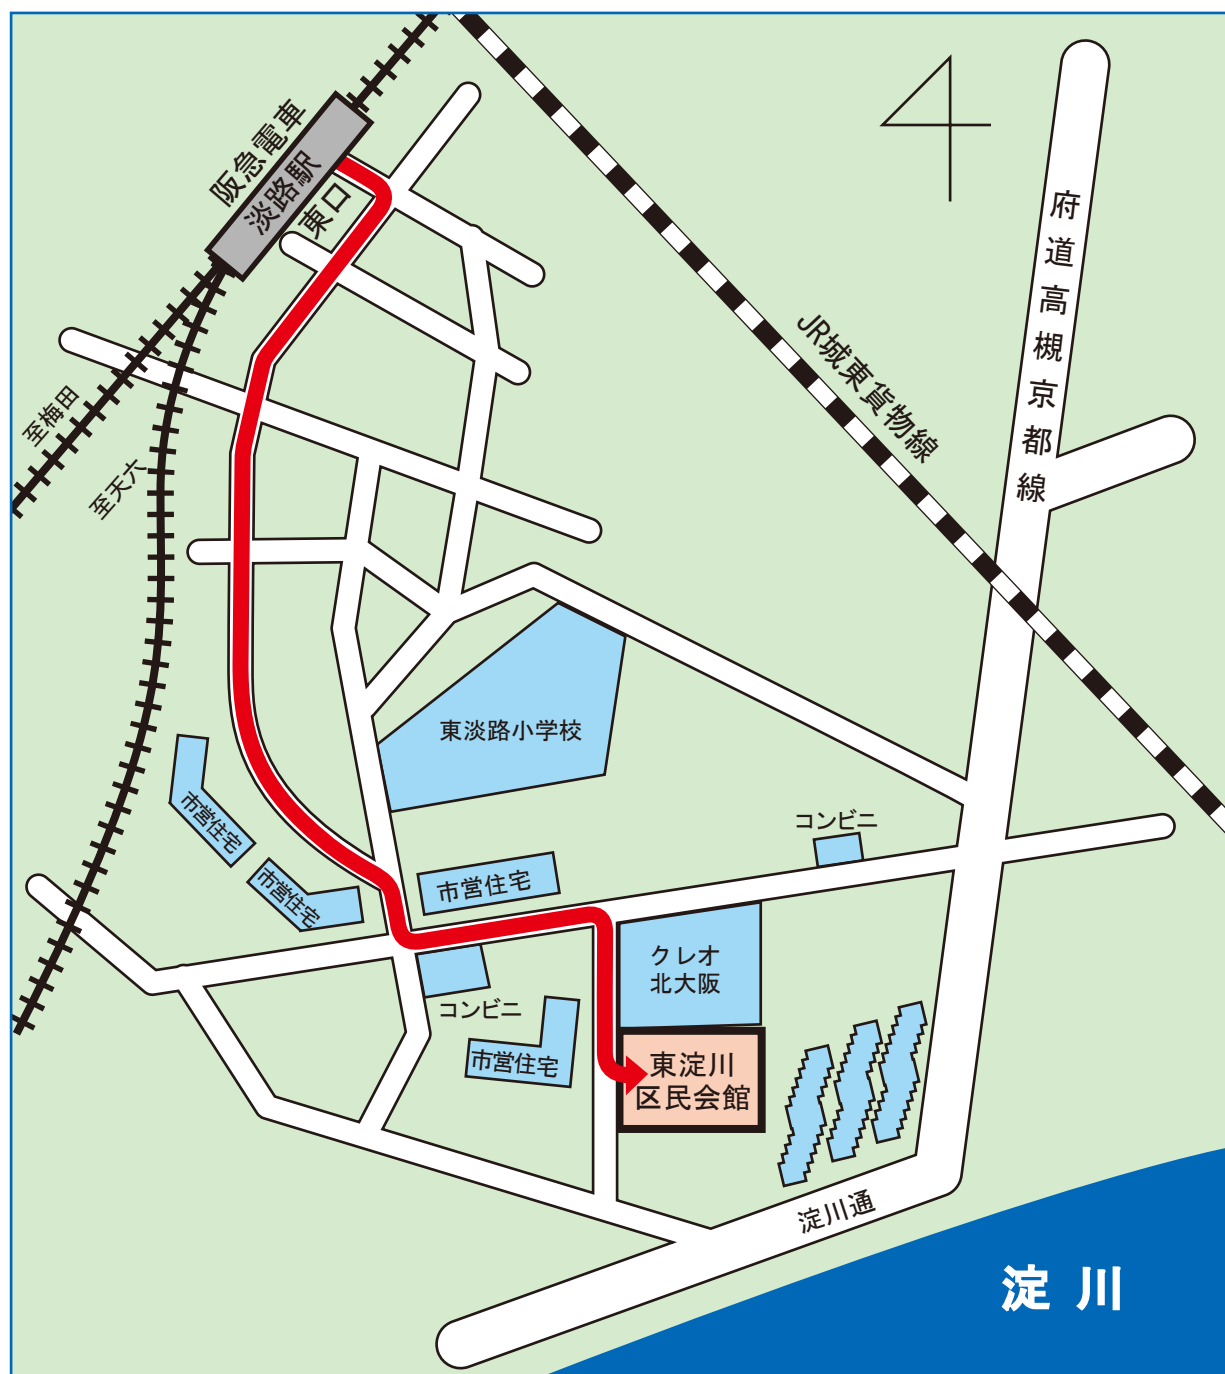 阪急電車
淡路駅
東口
至梅田
至天六
JR城東貨物線
府道高槻京都線
東淡路小学校
コンビニ
市営住宅
市営住宅
市営住宅
クレオ
北大阪
コンビニ
市営住宅
東淀川
区民会館
淀川通
淀川